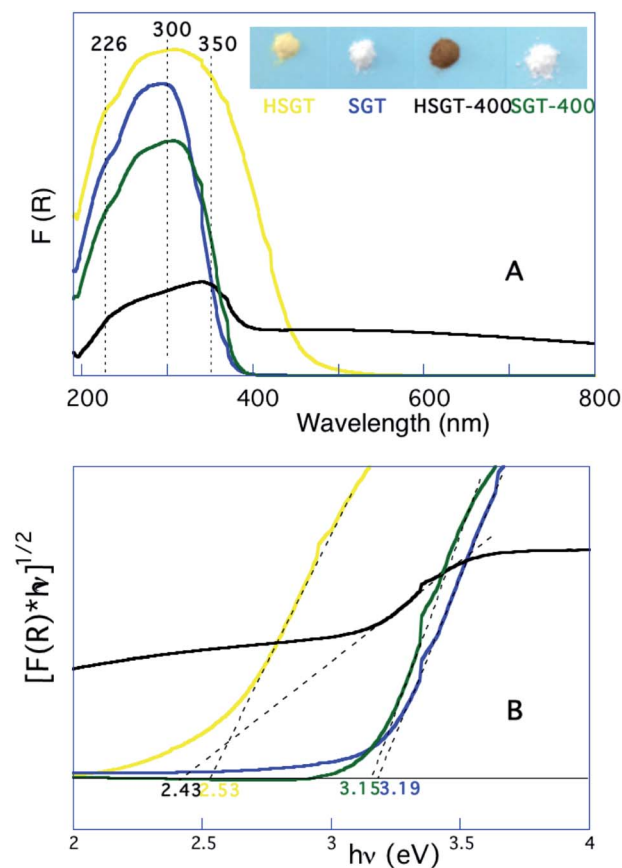 226 300 350
HSGT SGT HSGT-400 SGT-400
F (R)
A
200 400 600 800
Wavelength (nm)
[F(R)*hν]1/2
B
2.43 2.53 3.15 3.19
2 2.5 3 3.5 4
hν (eV)